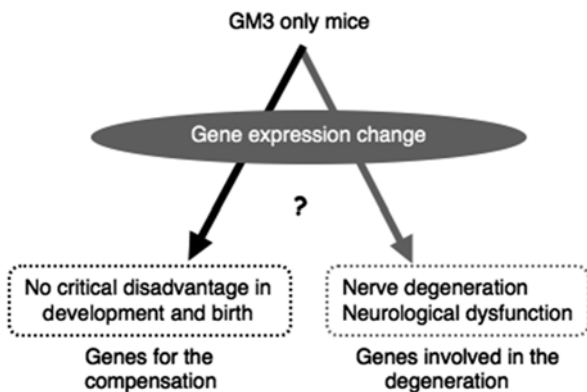 GM3 only mice
Gene expression change
?
No critical disadvantage in
development and birth
Nerve degeneration
Neurological dysfunction
Genes for the
compensation
Genes involved in the
degeneration